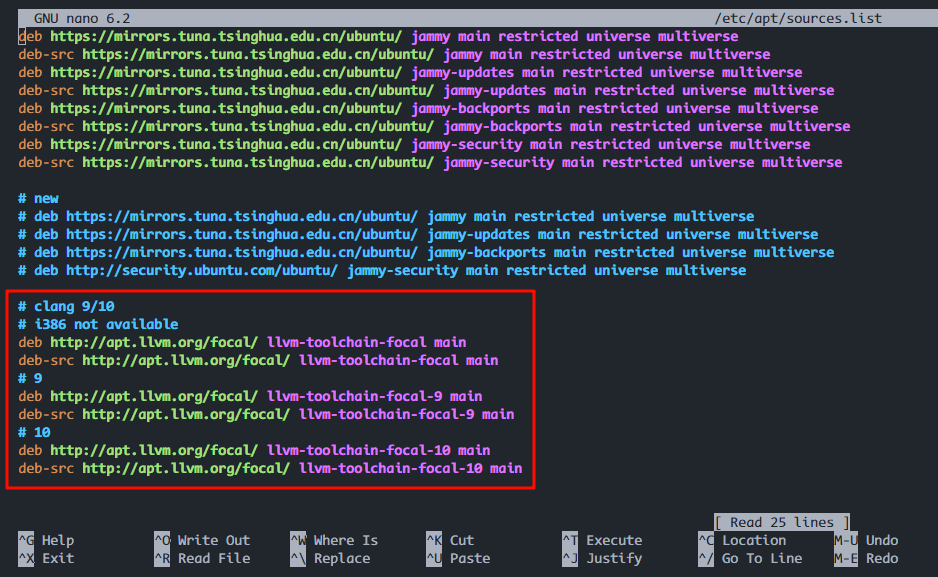 GNU nano 6.2 /etc/apt/sources.list
deb https://mirrors.tuna.tsinghua.edu.cn/ubuntu/ jammy main restricted universe multiverse
deb-src https://mirrors.tuna.tsinghua.edu.cn/ubuntu/ jammy main restricted universe multiverse
deb https://mirrors.tuna.tsinghua.edu.cn/ubuntu/ jammy-updates main restricted universe multiverse
deb-src https://mirrors.tuna.tsinghua.edu.cn/ubuntu/ jammy-updates main restricted universe multiverse
deb https://mirrors.tuna.tsinghua.edu.cn/ubuntu/ jammy-backports main restricted universe multiverse
deb-src https://mirrors.tuna.tsinghua.edu.cn/ubuntu/ jammy-backports main restricted universe multiverse
deb https://mirrors.tuna.tsinghua.edu.cn/ubuntu/ jammy-security main restricted universe multiverse
deb-src https://mirrors.tuna.tsinghua.edu.cn/ubuntu/ jammy-security main restricted universe multiverse
# new
# deb https://mirrors.tuna.tsinghua.edu.cn/ubuntu/ jammy main restricted universe multiverse
# deb https://mirrors.tuna.tsinghua.edu.cn/ubuntu/ jammy-updates main restricted universe multiverse
# deb https://mirrors.tuna.tsinghua.edu.cn/ubuntu/ jammy-backports main restricted universe multiverse
# deb http://security.ubuntu.com/ubuntu/ jammy-security main restricted universe multiverse
# clang 9/10
# i386 not available
deb http://apt.llvm.org/focal/ llvm-toolchain-focal main
deb-src http://apt.llvm.org/focal/ llvm-toolchain-focal main
# 9
deb http://apt.llvm.org/focal/ llvm-toolchain-focal-9 main
deb-src http://apt.llvm.org/focal/ llvm-toolchain-focal-9 main
# 10
deb http://apt.llvm.org/focal/ llvm-toolchain-focal-10 main
deb-src http://apt.llvm.org/focal/ llvm-toolchain-focal-10 main
[ Read 25 lines ]
^G Help ^O Write Out ^W Where Is ^K Cut ^T Execute ^C Location M-U Undo
^X Exit ^R Read File ^\ Replace ^U Paste ^J Justify ^/ Go To Line M-E Redo